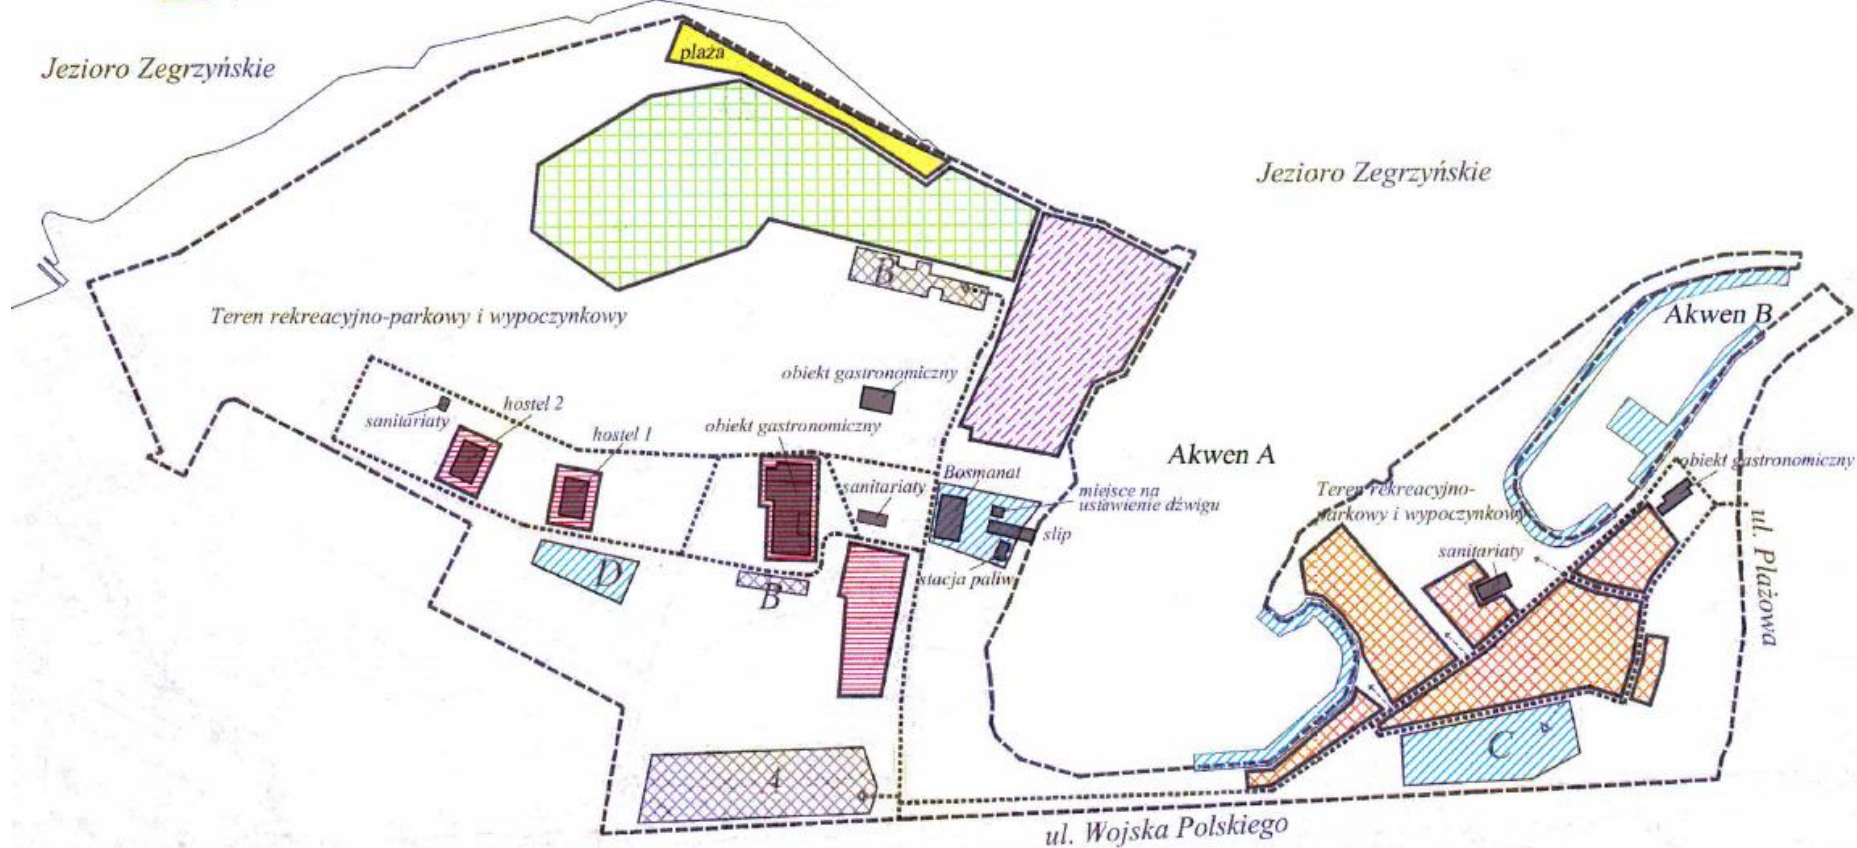 plaża
Jezioro Zegrzyńskie
Jezioro Zegrzyńskie
B
Teren rekreacyjno-parkowy i wypoczynkowy
Akwen B
obiekt gastronomiczny
hostel 2
sanitariaty
hostel 1
obiekt gastronomiczny
Akwen A
Bosmanat
obiekt gastronomiczny
sanitariaty
miejsce na
ustawienie dźwigu
Teren rekreacyjno-
parkowy i wypoczynkowy
slip
sanitariaty
ul. Plażowa
D
stacja paliw
B
C
A
ul. Wojska Polskiego